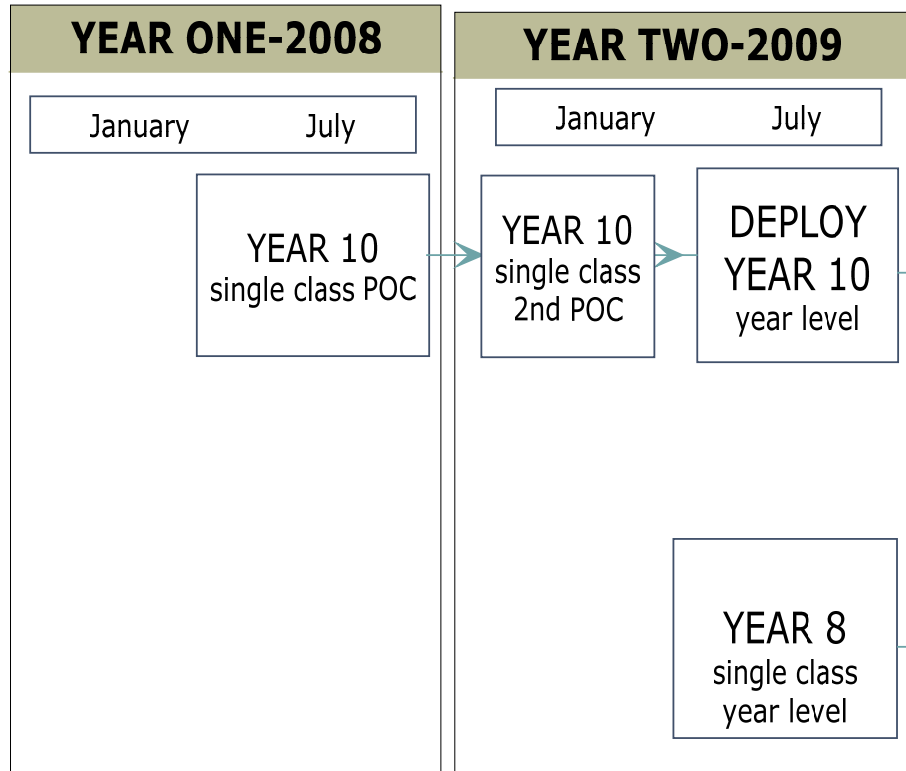 YEAR ONE-2008
January July
YEAR 10
single class POC
YEAR TWO-2009
January July
YEAR 10
single class
2nd POC
DEPLOY
YEAR 10
year level
YEAR 8
single class
year level